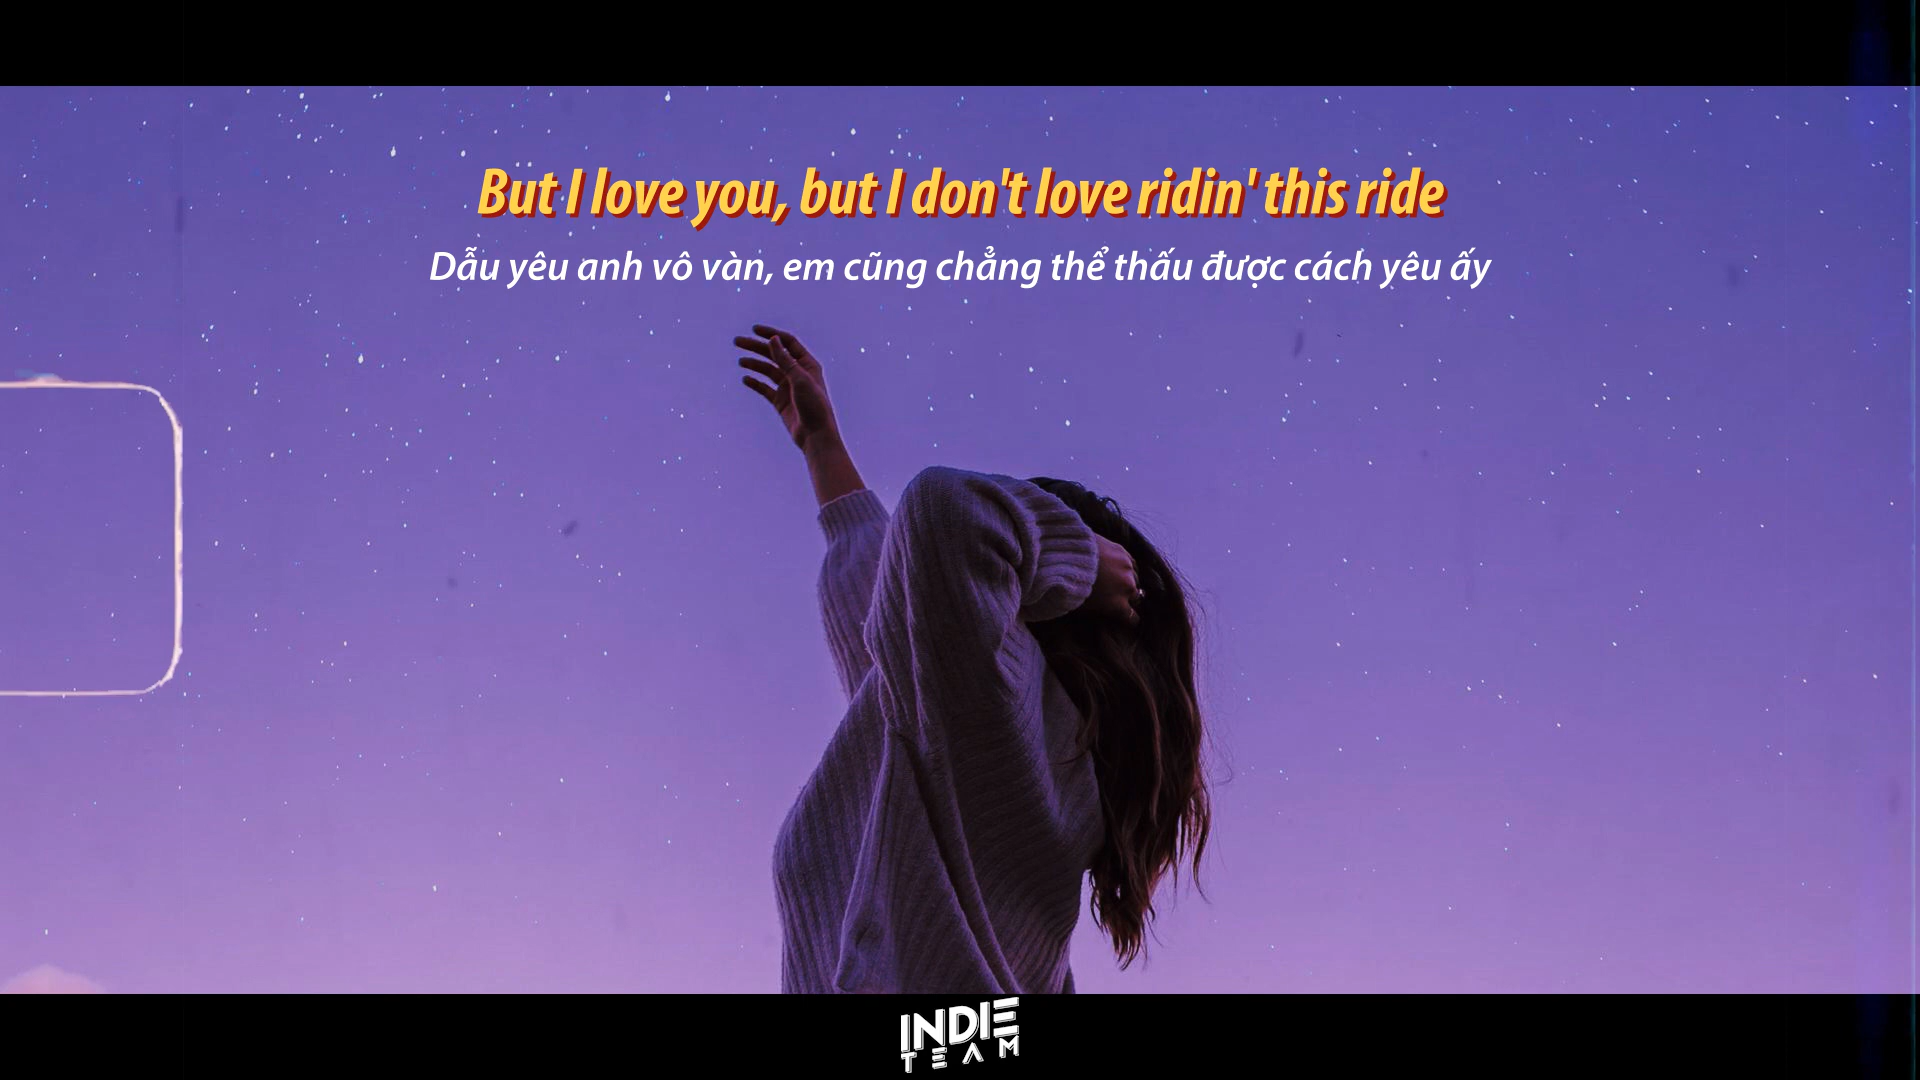 But I love you, but I don't love ridin' this ride
Dẫu yêu anh vô vàn, em cũng chẳng thể thấu được cách yêu ấy
INDIE
TEAM